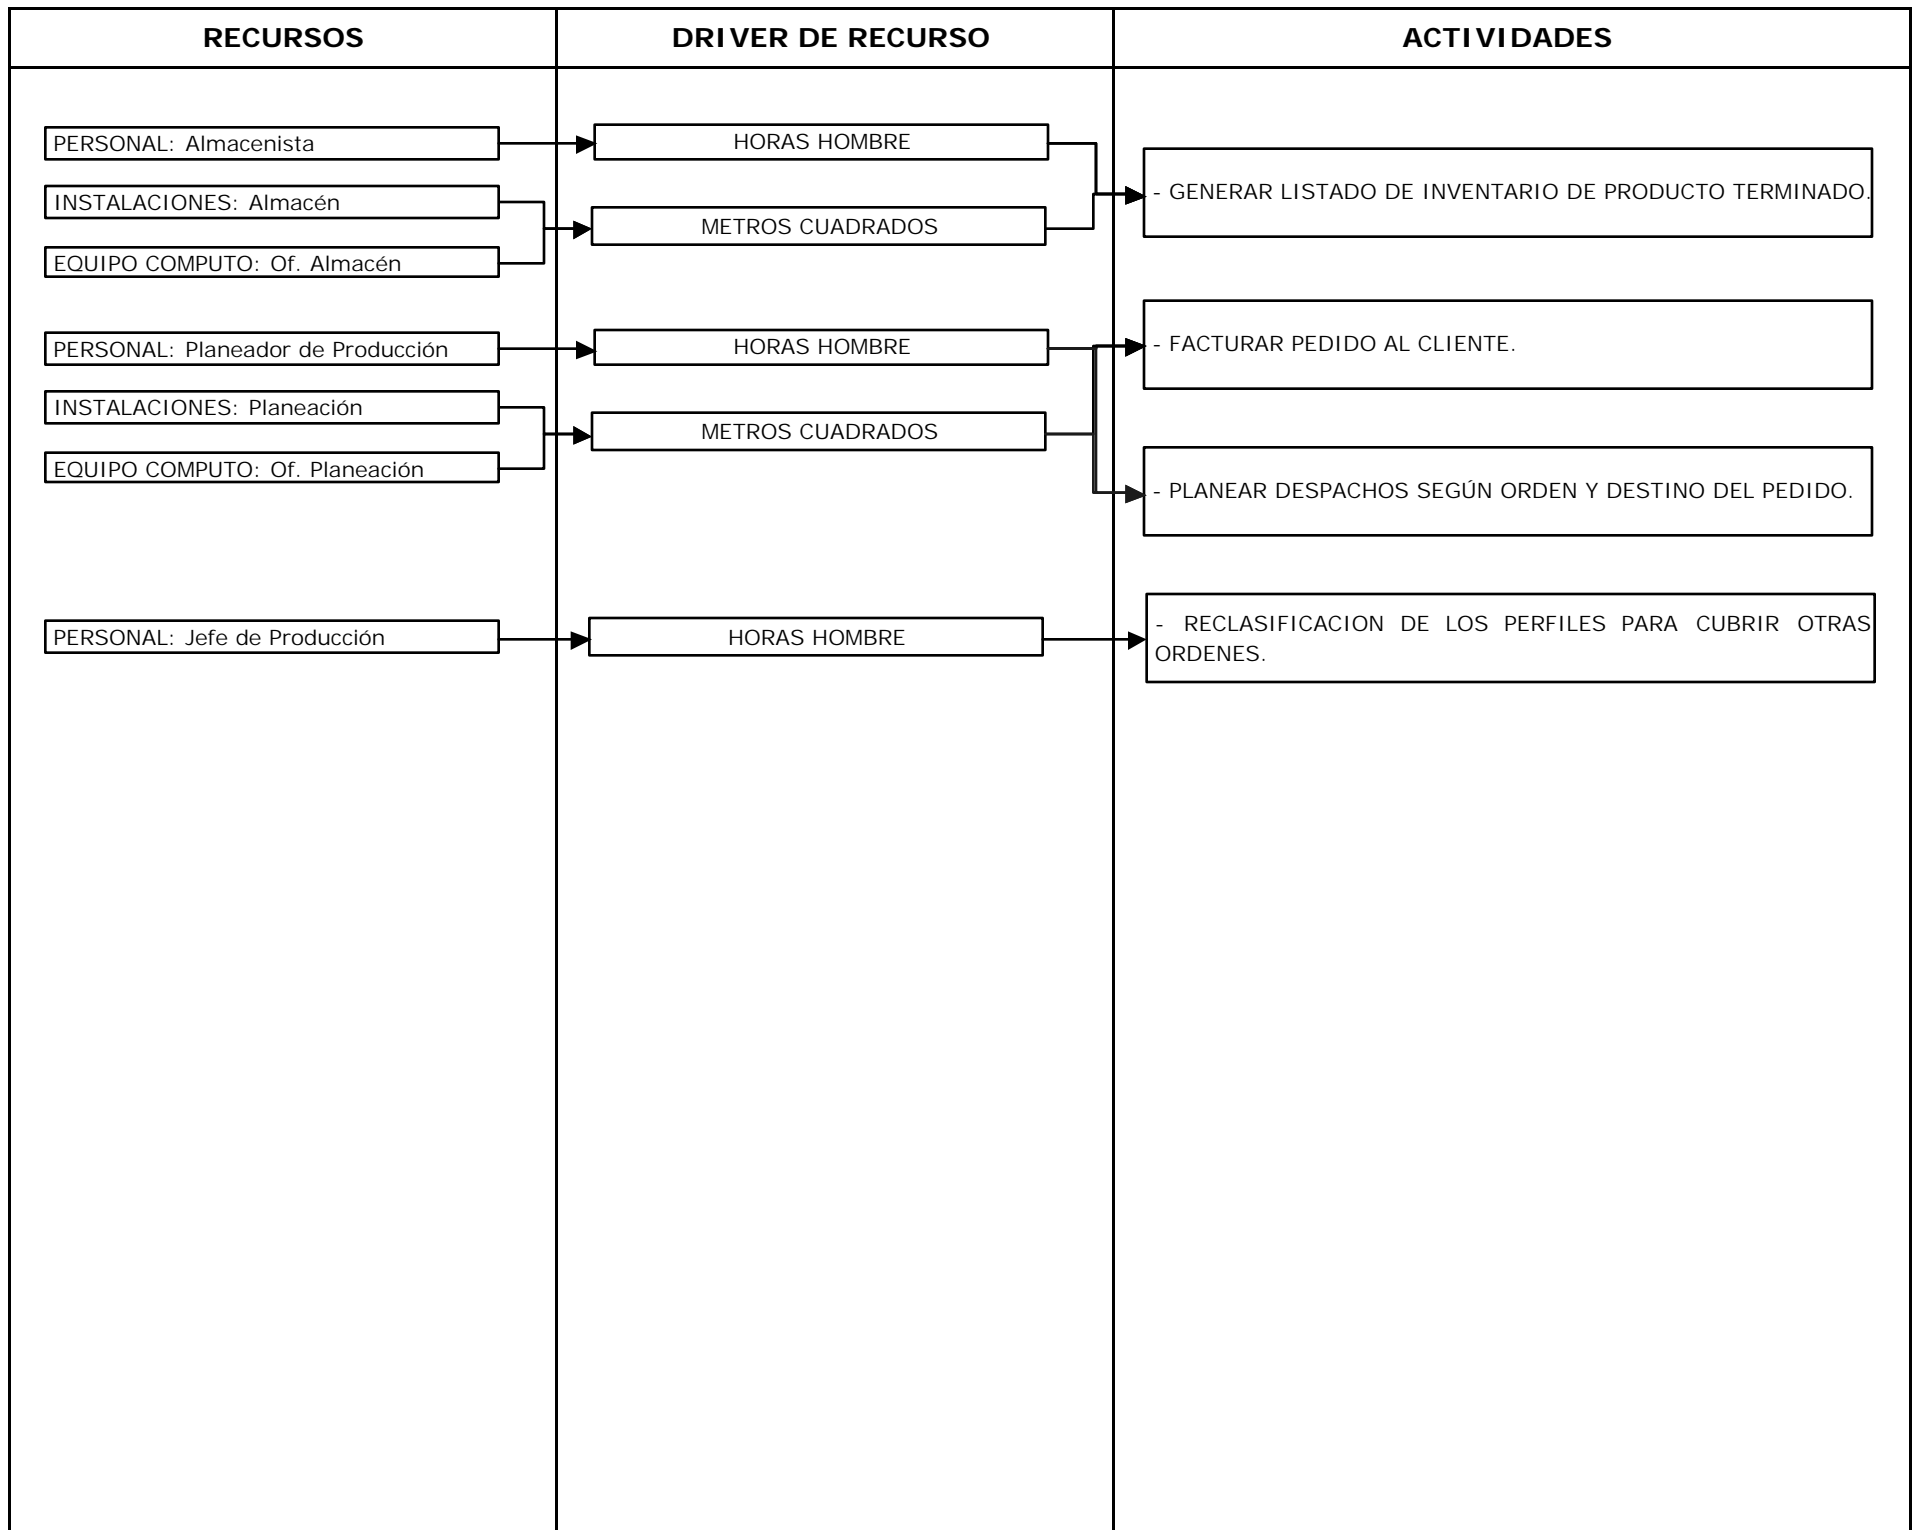 RECURSOS
DRIVER DE RECURSO
ACTIVIDADES
PERSONAL: Almacenista
HORAS HOMBRE
- GENERAR LISTADO DE INVENTARIO DE PRODUCTO TERMINADO.
INSTALACIONES: Almacén
METROS CUADRADOS
EQUIPO COMPUTO: Of. Almacén
PERSONAL: Planeador de Producción
HORAS HOMBRE
- FACTURAR PEDIDO AL CLIENTE.
INSTALACIONES: Planeación
METROS CUADRADOS
EQUIPO COMPUTO: Of. Planeación
- PLANEAR DESPACHOS SEGÚN ORDEN Y DESTINO DEL PEDIDO.
PERSONAL: Jefe de Producción
HORAS HOMBRE
- RECLASIFICACION DE LOS PERFILES PARA CUBRIR OTRAS
ORDENES.